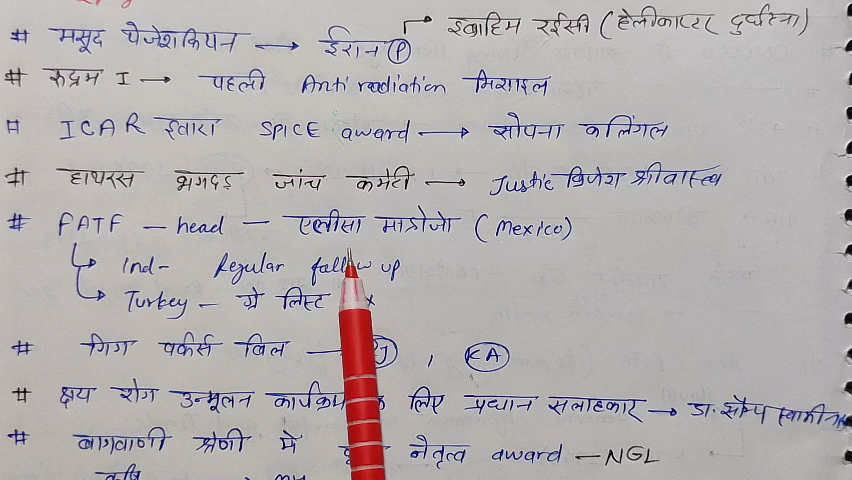 # मसूद पेजेशकियन → ईरान (P) → इब्राहिम रईसी (हेलीकाप्टर दुर्घटना)
# रुद्रम I → पहली Anti radiation मिसाइल
# ICAR द्वारा SPICE award → सोपना कलिंगल
# हाथरस भगदड़ जांच कमेटी → Justic ब्रिजेश श्रीवास्तव
# FATF - head - एलीसा माद्रोजो (Mexico)
Ind - Regular follow up
Turkey - ग्रे लिस्ट x
# गिग वर्कर्स बिल RJ , KA
# क्षय रोग उन्मूलन कार्यक्रम के लिए प्रधान सलाहकार → डा. सौम्य स्वामी
# बागवानी श्रेणी में नेतृत्व award - NGL
कृषि